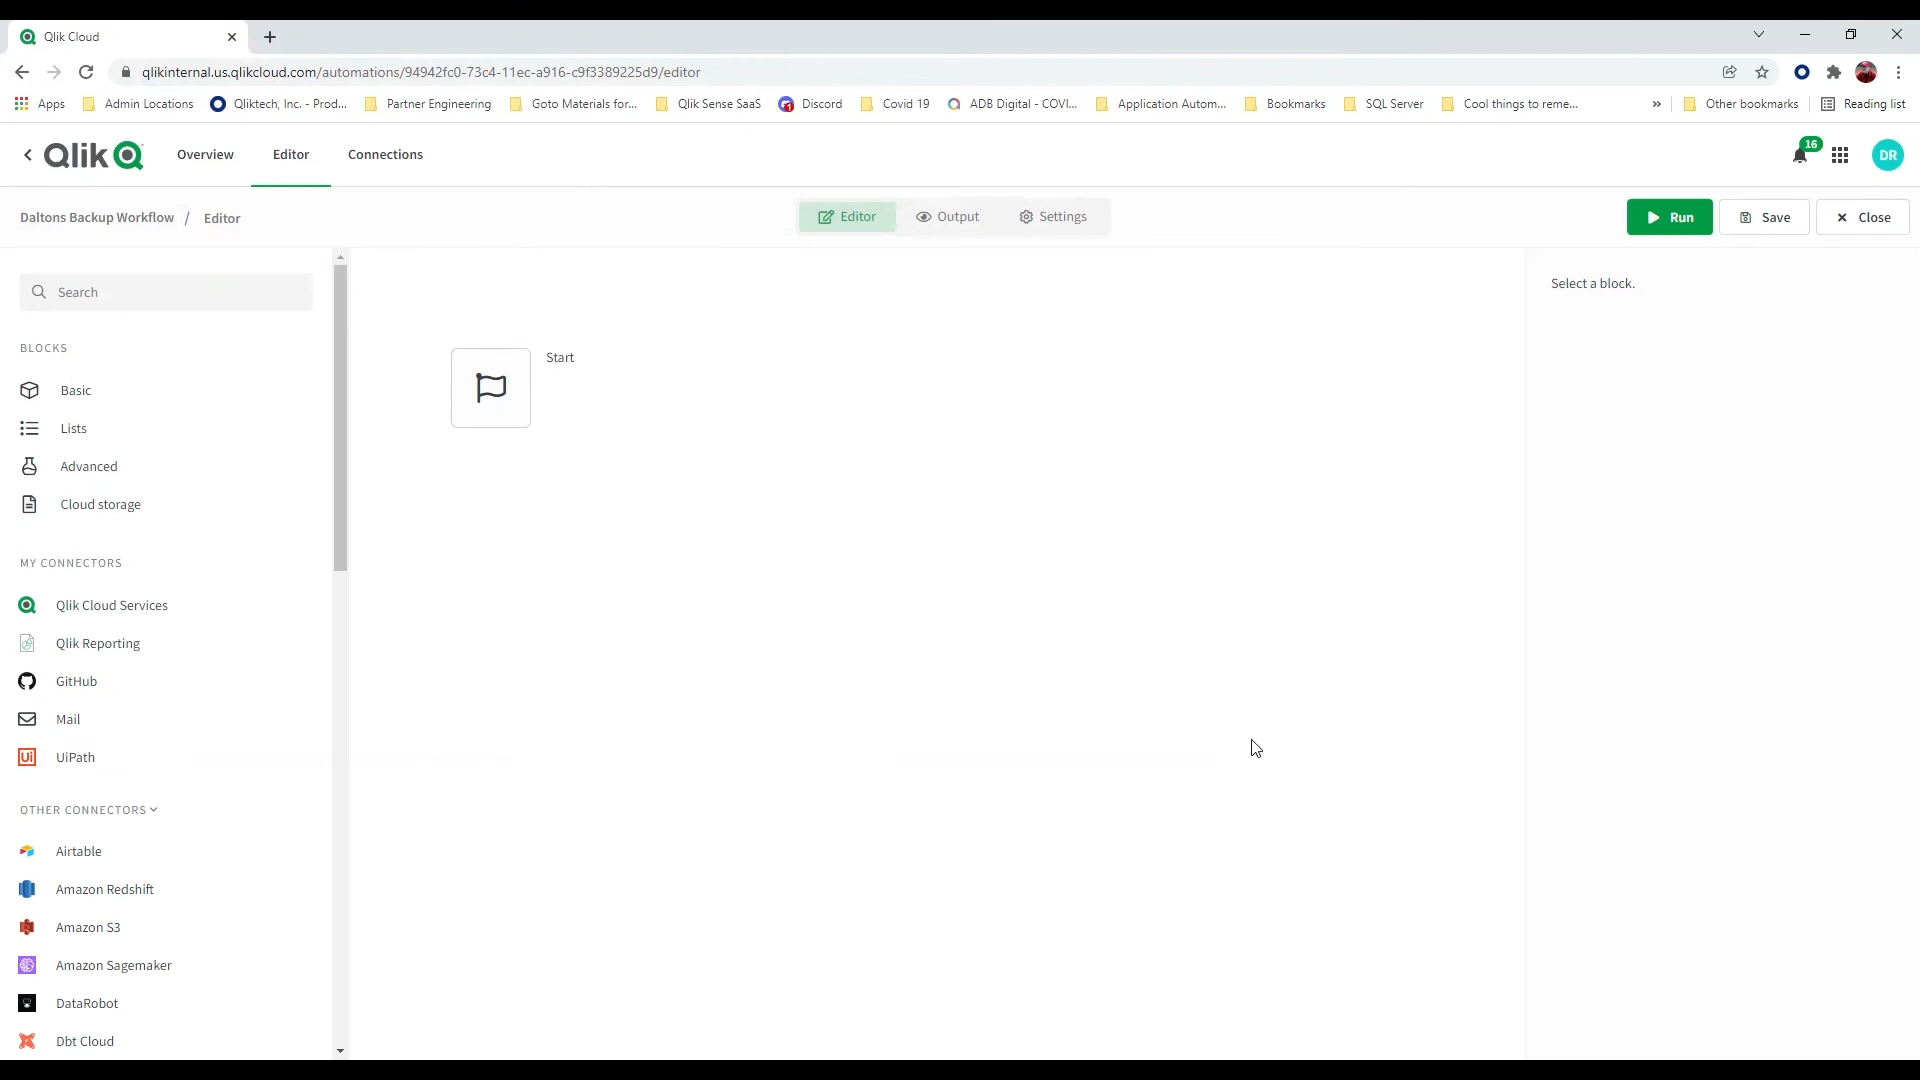 Qlik Cloud
qlikinternal.us.qlikcloud.com/automations/94942fc0-73c4-11ec-a916-c9f3389225d9/editor
Apps Admin Locations Qliktech, Inc. - Prod... Partner Engineering Goto Materials for... Qlik Sense SaaS 1 Discord Covid 19 ADB Digital - COVI... Application Autom... Bookmarks SQL Server Cool things to reme... » Other bookmarks Reading list
Qlik Overview Editor Connections 16 DR
Daltons Backup Workflow / Editor Editor Output Settings Run Save Close
Search
Select a block.
BLOCKS
Start
Basic
Lists
Advanced
Cloud storage
MY CONNECTORS
Qlik Cloud Services
Qlik Reporting
GitHub
Mail
Ui UiPath
OTHER CONNECTORS
Airtable
Amazon Redshift
Amazon S3
Amazon Sagemaker
DataRobot
Dbt Cloud